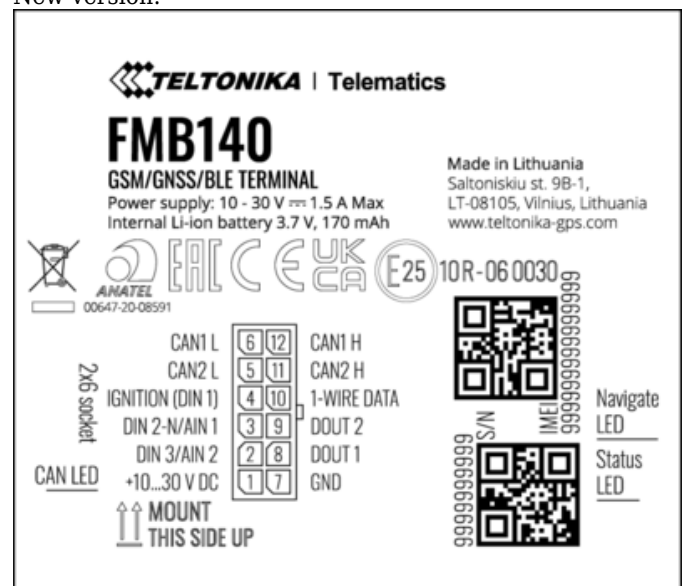 New version:
TELTONIKA | Telematics
FMB140
GSM/GNSS/BLE TERMINAL
Power supply: 10 - 30 V ⎓ 1.5 A Max
Internal Li-ion battery 3.7 V, 170 mAh
Made in Lithuania
Saltoniskiu st. 9B-1,
LT-08105, Vilnius, Lithuania
www.teltonika-gps.com
ANATEL
00647-20-08591
EAC
CE
UK
CA
E25
10R-06 0030
2x6 socket
CAN1 L 6 12 CAN1 H
CAN2 L 5 11 CAN2 H
IGNITION (DIN 1) 4 10 1-WIRE DATA
DIN 2-N/AIN 1 3 9 DOUT 2
DIN 3/AIN 2 2 8 DOUT 1
+10...30 V DC 1 7 GND
CAN LED
MOUNT
THIS SIDE UP
IMEI
S/N
Navigate
LED
Status
LED